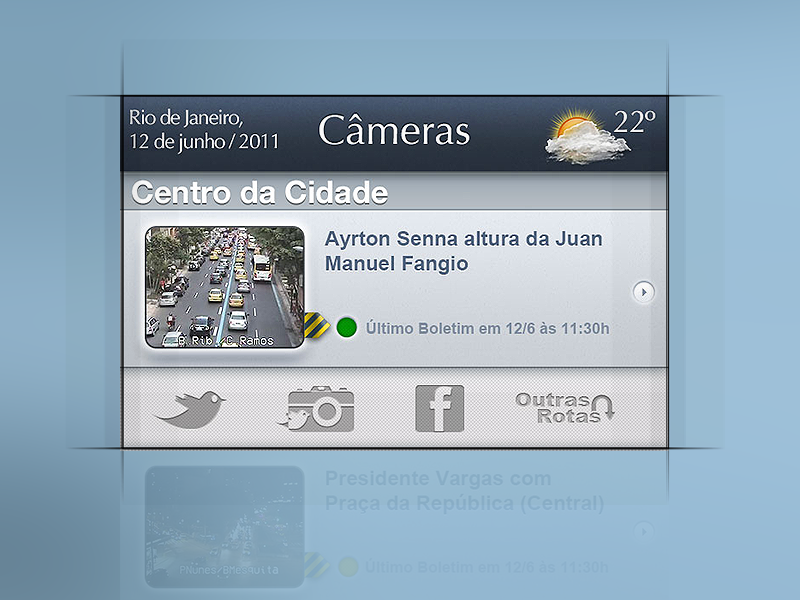 Rio de Janeiro,
12 de junho / 2011
Câmeras
22º
Centro da Cidade
Ayrton Senna altura da Juan
Manuel Fangio
Último Boletim em 12/6 às 11:30h
B.Rib./C.Ramos
Outras
Rotas
Presidente Vargas com
Praça da República (Central)
Último Boletim em 12/6 às 11:30h